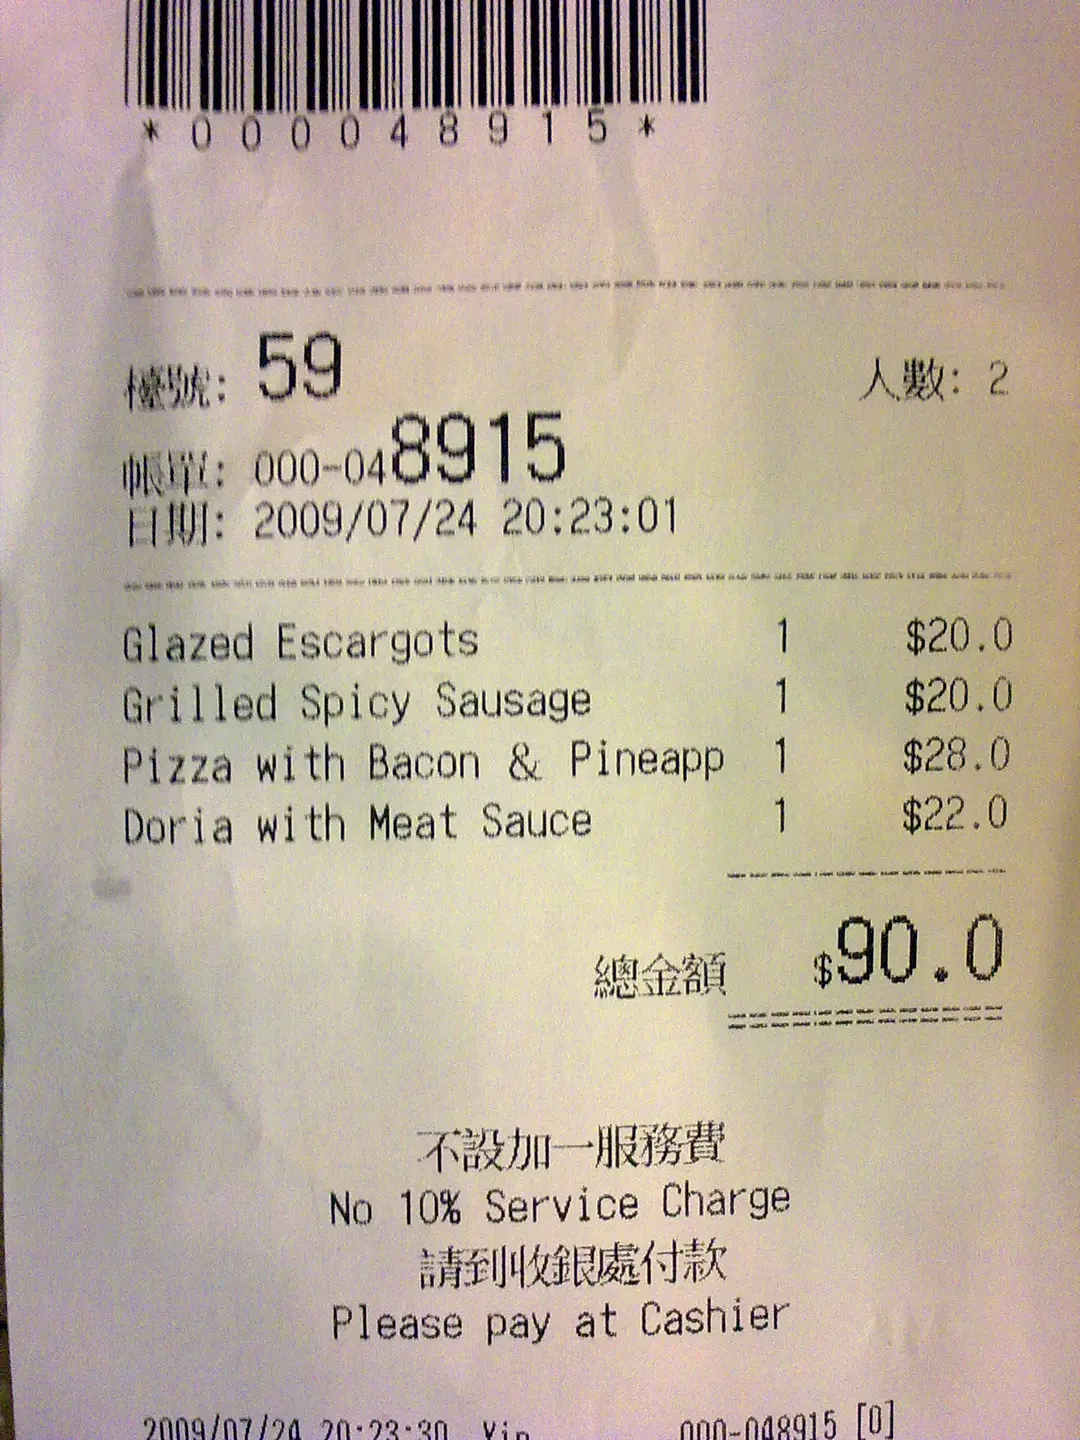 *000048915*
檯號: 59 人數: 2
帳單: 000-048915
日期: 2009/07/24 20:23:01
Glazed Escargots 1 $20.0
Grilled Spicy Sausage 1 $20.0
Pizza with Bacon & Pineapp 1 $28.0
Doria with Meat Sauce 1 $22.0
總金額 $90.0
不設加一服務費
No 10% Service Charge
請到收銀處付款
Please pay at Cashier
2009/07/24 20:23:30 Yip 000-048915 [0]